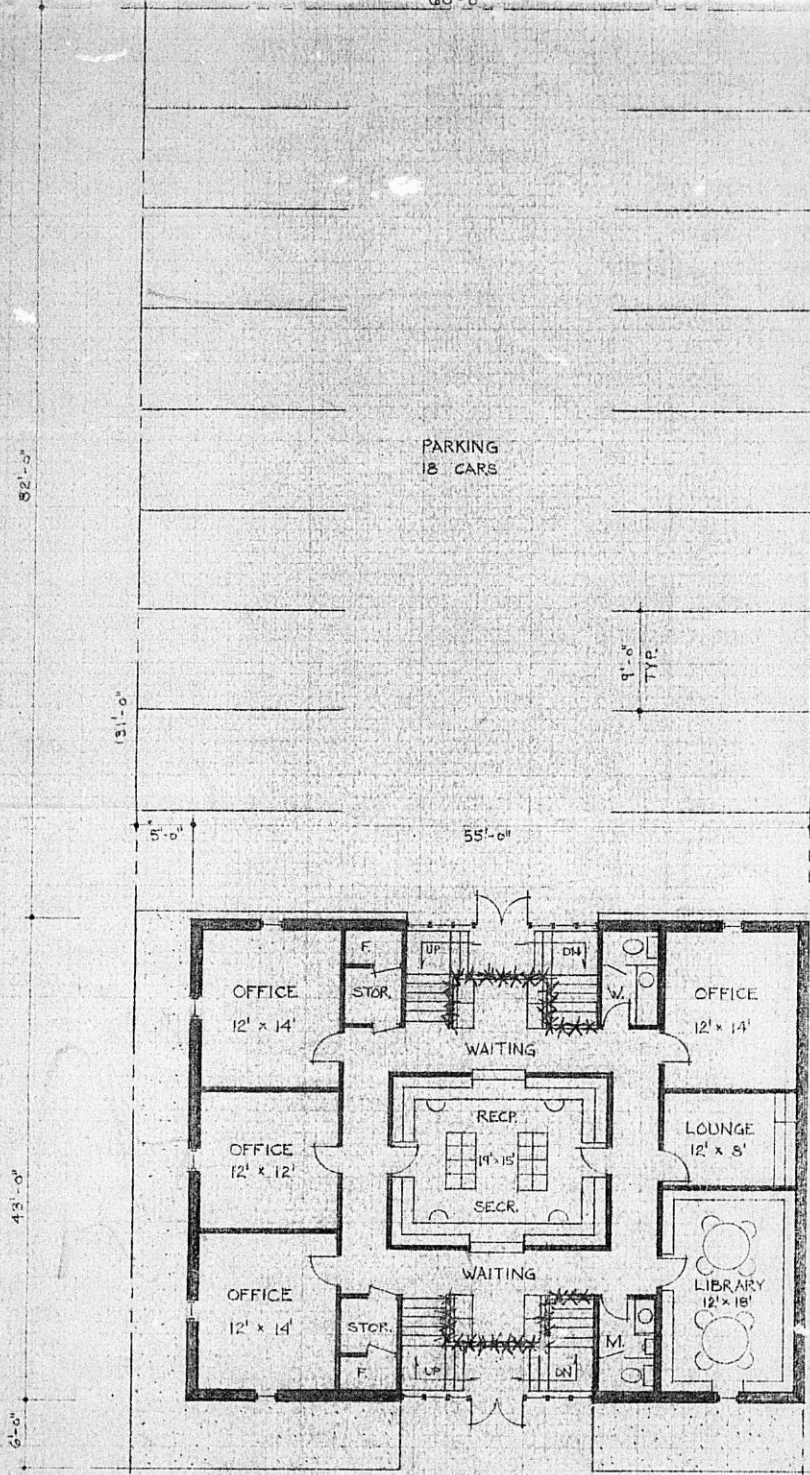 60'-0"
82'-0"
PARKING
18 CARS
9'-0"
TYP.
131'-0"
5'-0"
55'-0"
F.
UP
DN
OFFICE
12' x 14'
STOR.
W.
OFFICE
12' x 14'
WAITING
RECP.
19' x 15'
SECR.
OFFICE
12' x 12'
LOUNGE
12' x 8'
43'-0"
WAITING
OFFICE
12' x 14'
LIBRARY
12' x 18'
STOR.
M.
F.
UP
DN
6'-0"